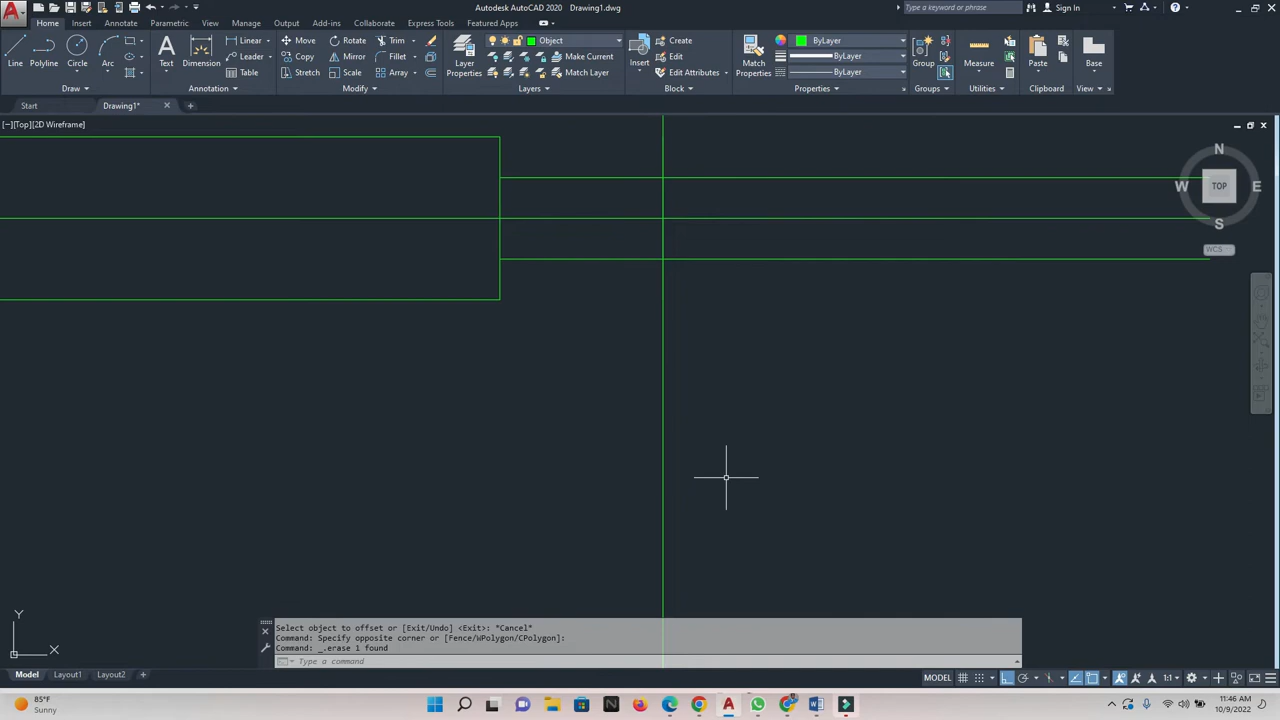 Autodesk AutoCAD 2020 Drawing1.dwg
Type a keyword or phrase
Sign In
Home Insert Annotate Parametric View Manage Output Add-ins Collaborate Express Tools Featured Apps
Line Polyline Circle Arc
Draw
Text Dimension
Linear
Leader
Table
Annotation
Move Rotate Trim
Copy Mirror Fillet
Stretch Scale Array
Modify
Layer Properties
Object
Make Current
Match Layer
Layers
Insert
Create
Edit
Edit Attributes
Block
Match Properties
ByLayer
ByLayer
ByLayer
Properties
Group
Groups
Measure
Utilities
Paste
Clipboard
Base
View
Start Drawing1*
[−][Top][2D Wireframe]
N
W TOP E
S
WCS
Y
X
Select object to offset or [Exit/Undo] <Exit>: *Cancel*
Command: Specify opposite corner or [Fence/WPolygon/CPolygon]:
Command: _.erase 1 found
Type a command
Model Layout1 Layout2
MODEL
1:1
85°F
Sunny
11:46 AM
10/9/2022